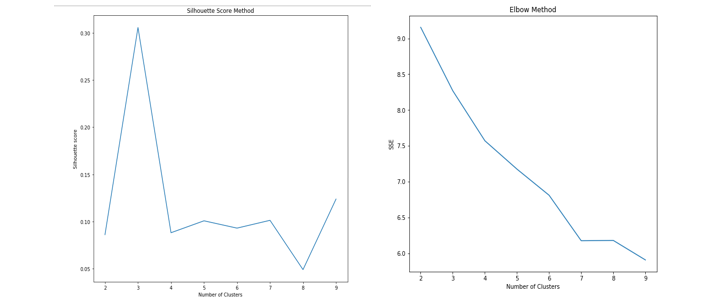 Silhouette Score Method
Silhouette score
0.30
0.25
0.20
0.15
0.10
0.05
2 3 4 5 6 7 8 9
Number of Clusters
Elbow Method
SSE
9.0
8.5
8.0
7.5
7.0
6.5
6.0
2 3 4 5 6 7 8 9
Number of Clusters